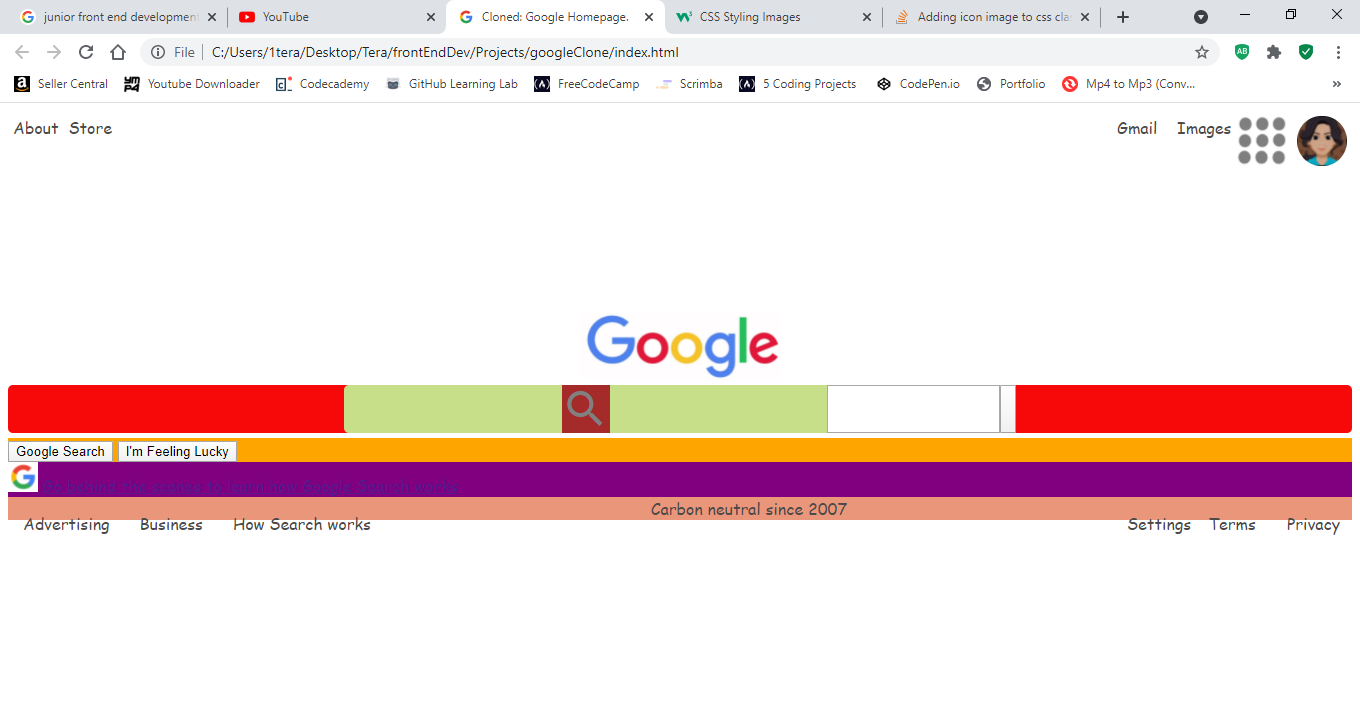 junior front end development
YouTube
Cloned: Google Homepage.
CSS Styling Images
Adding icon image to css clas
File
C:/Users/1tera/Desktop/Tera/frontEndDev/Projects/googleClone/index.html
Seller Central
Youtube Downloader
Codecademy
GitHub Learning Lab
FreeCodeCamp
Scrimba
5 Coding Projects
CodePen.io
Portfolio
Mp4 to Mp3 (Conv...
About Store
Gmail Images
Google
Google Search I'm Feeling Lucky
Go behind the scenes to learn how Google Search works
Carbon neutral since 2007
Advertising Business How Search works Settings Terms Privacy